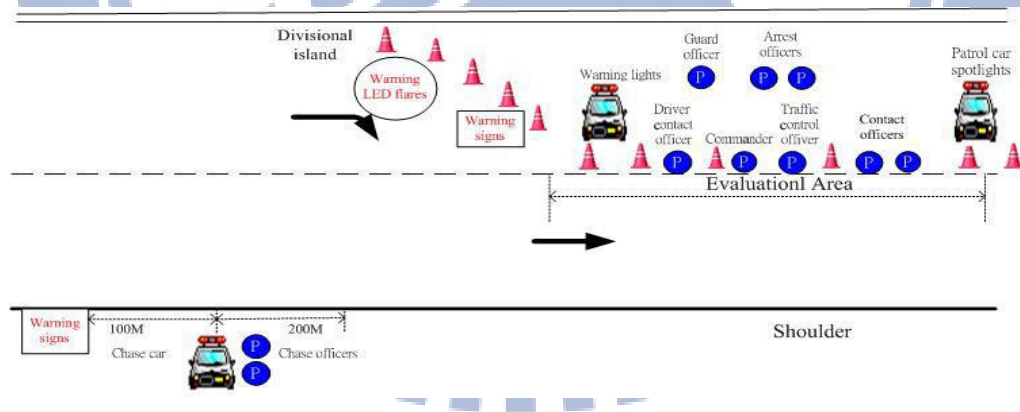 Divisional
island
Warning
LED flares
Warning
signs
Warning lights
Guard
officer
Arrest
officers
Patrol car
spotlights
P
P P
Driver
contact
officer
Commander
Traffic
control
offiver
Contact
officers
P P P P P
Evaluationl Area
Warning
signs
100M
200M
Chase car
P
P
Chase officers
Shoulder